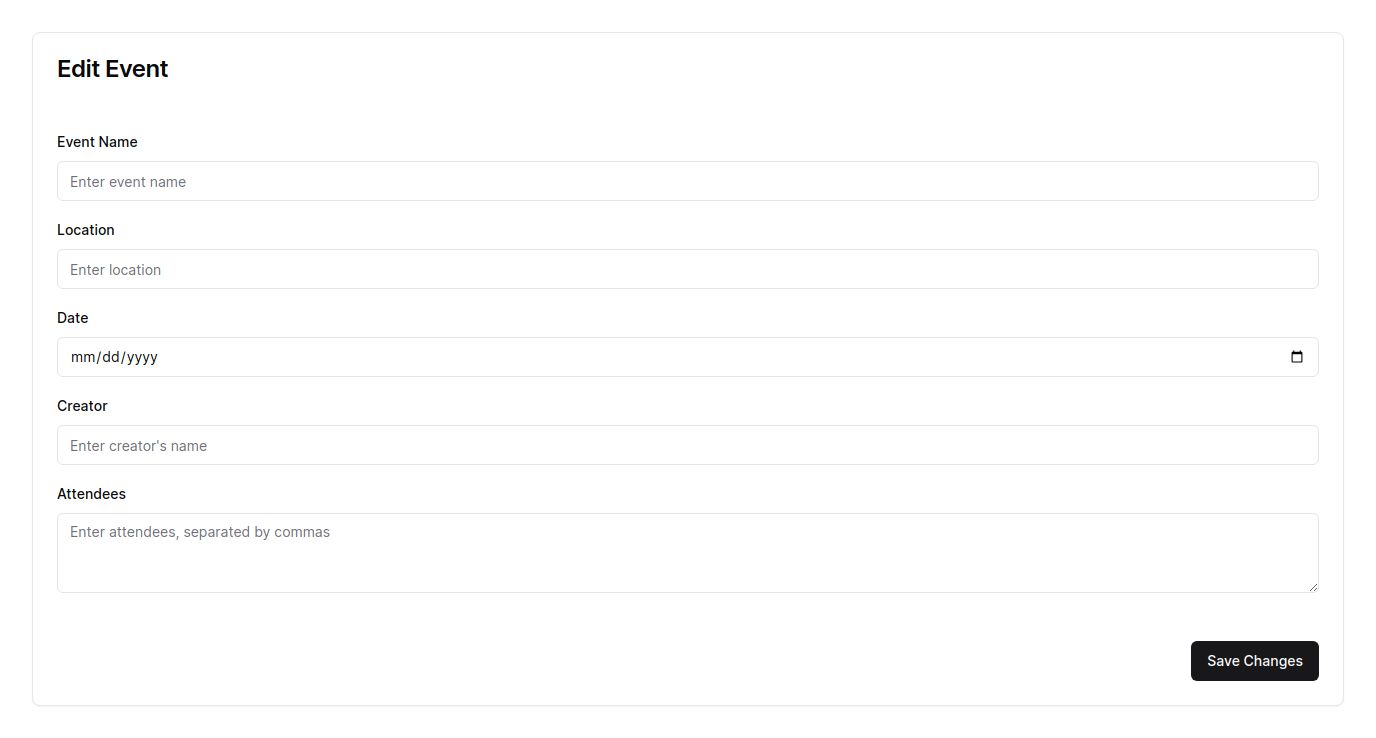 Edit Event
Event Name
Enter event name
Location
Enter location
Date
mm/dd/yyyy
Creator
Enter creator's name
Attendees
Enter attendees, separated by commas
Save Changes